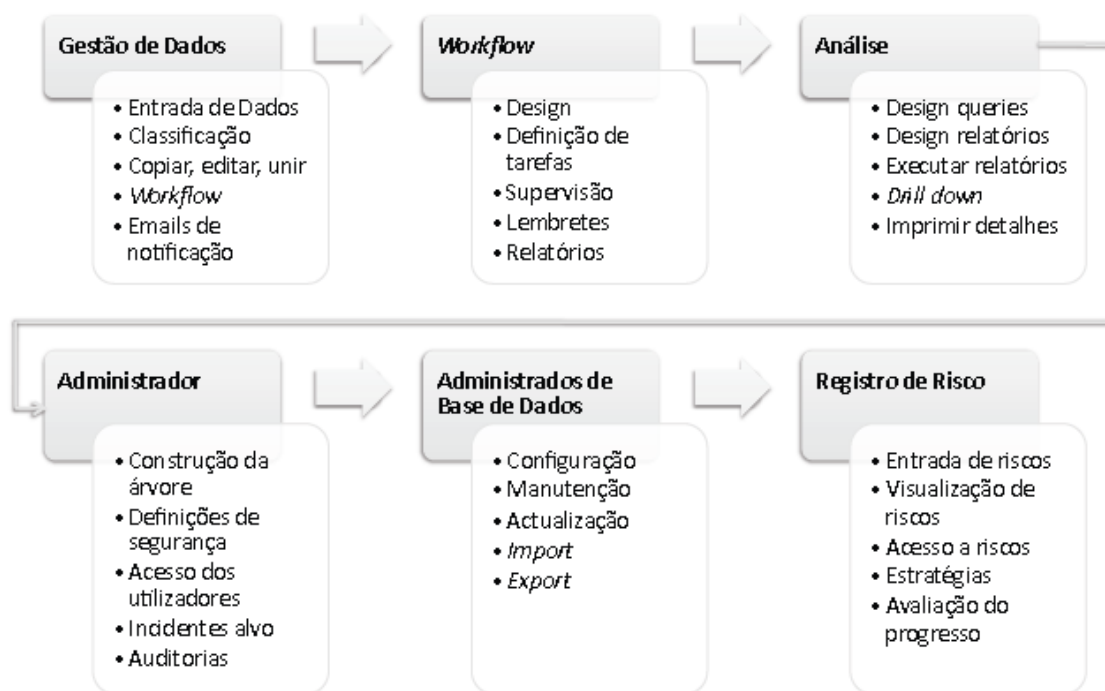 Gestão de Dados
• Entrada de Dados
• Classificação
• Copiar, editar, unir
• Workflow
• Emails de
notificação
Workflow
• Design
• Definição de
tarefas
• Supervisão
• Lembretes
• Relatórios
Análise
• Design queries
• Design relatórios
• Executar relatórios
• Drill down
• Imprimir detalhes
Administrador
• Construção da
árvore
• Definições de
segurança
• Acesso dos
utilizadores
• Incidentes alvo
• Auditorias
Administrados de
Base de Dados
• Configuração
• Manutenção
• Actualização
• Import
• Export
Registro de Risco
• Entrada de riscos
• Visualização de
riscos
• Acesso a riscos
• Estratégias
• Avaliação do
progresso